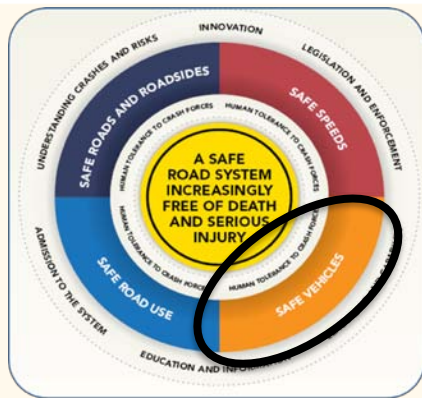 INNOVATION
LEGISLATION AND ENFORCEMENT
UNDERSTANDING CRASHES AND RISKS
SAFE ROADS AND ROADSIDES
SAFE SPEEDS
HUMAN TOLERANCE TO CRASH FORCES
HUMAN TOLERANCE TO CRASH FORCES
A SAFE
ROAD SYSTEM
INCREASINGLY
FREE OF DEATH
AND SERIOUS
INJURY
HUMAN TOLERANCE TO CRASH FORCES
HUMAN TOLERANCE TO CRASH FORCES
SAFE ROAD USE
SAFE VEHICLES
ADMISSION TO THE SYSTEM
EDUCATION AND